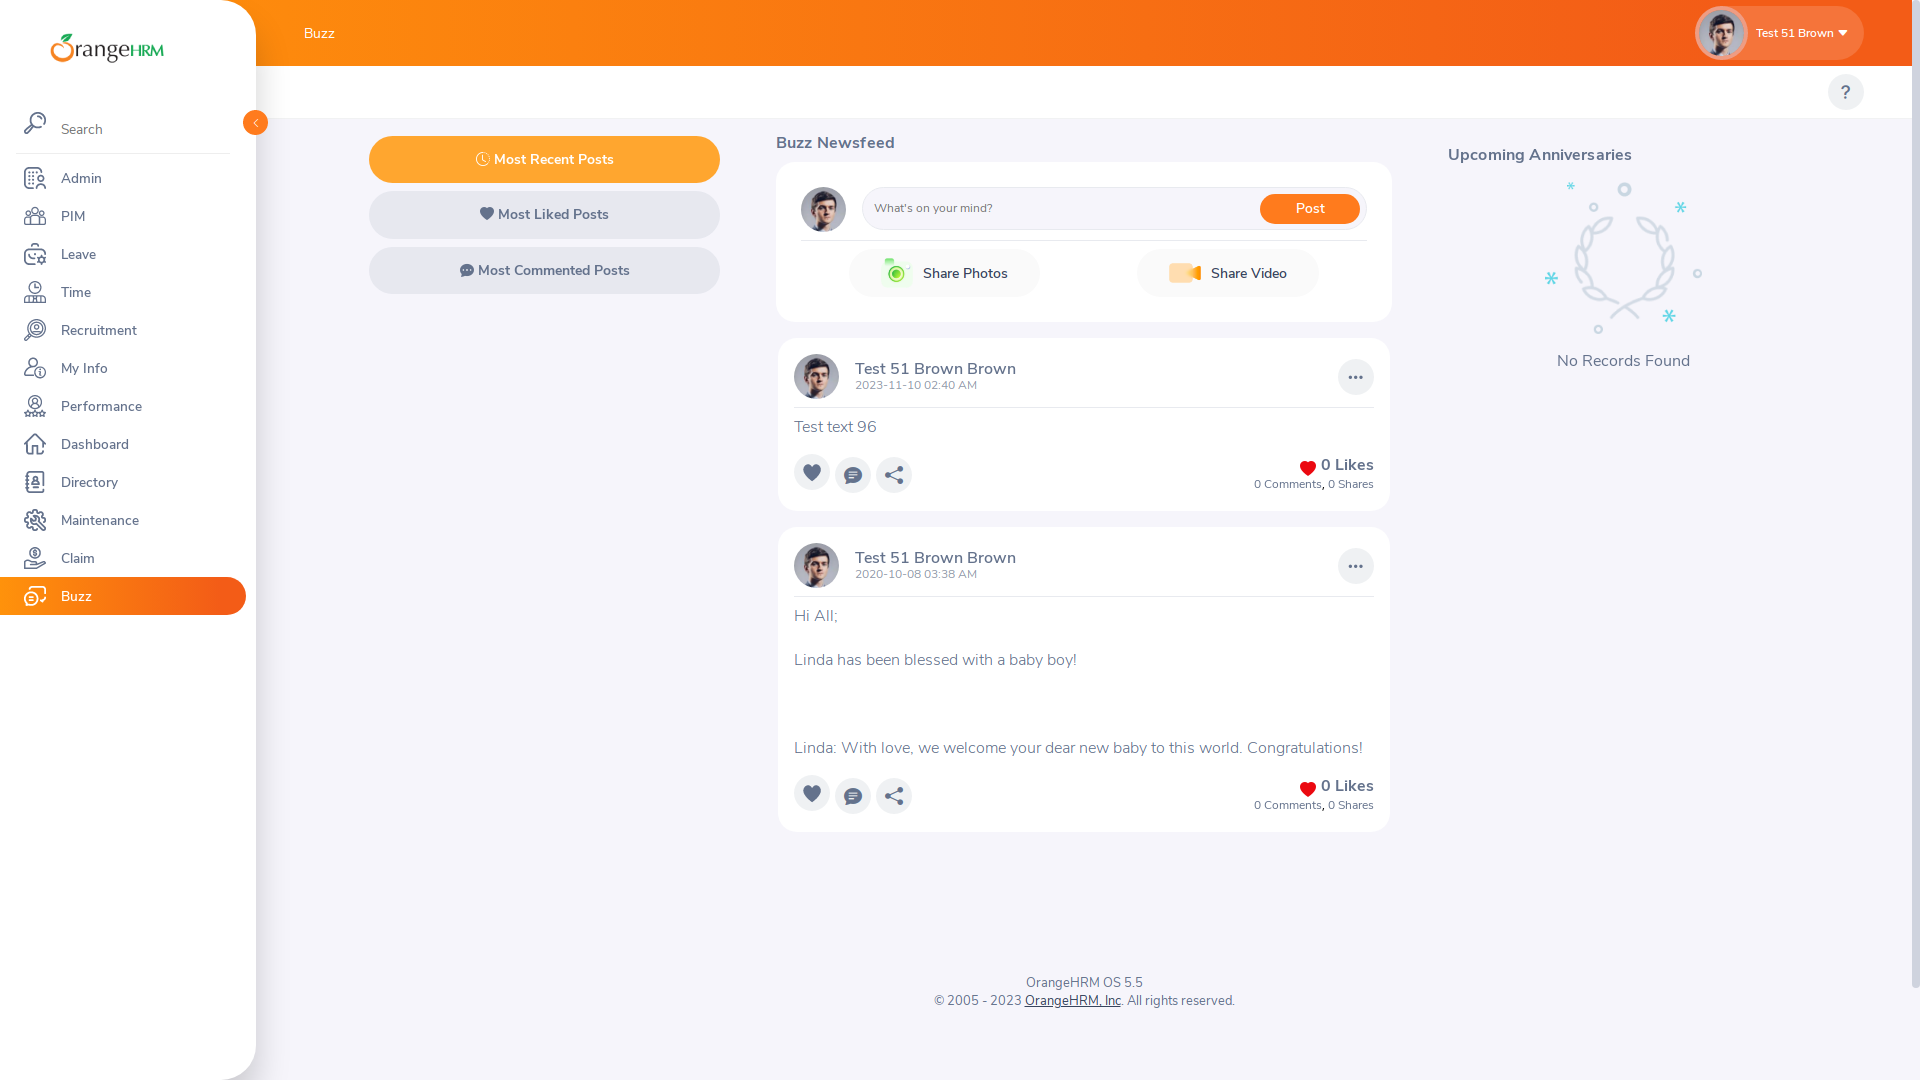 OrangeHRM
Search
Admin
PIM
Leave
Time
Recruitment
My Info
Performance
Dashboard
Directory
Maintenance
Claim
Buzz
Buzz
Test 51 Brown
?
Most Recent Posts
Most Liked Posts
Most Commented Posts
Buzz Newsfeed
What's on your mind?
Post
Share Photos
Share Video
Test 51 Brown Brown
2023-11-10 02:40 AM
Test text 96
0 Likes
0 Comments, 0 Shares
Test 51 Brown Brown
2020-10-08 03:38 AM
Hi All;
Linda has been blessed with a baby boy!
Linda: With love, we welcome your dear new baby to this world. Congratulations!
0 Likes
0 Comments, 0 Shares
Upcoming Anniversaries
No Records Found
OrangeHRM OS 5.5
© 2005 - 2023 OrangeHRM, Inc. All rights reserved.